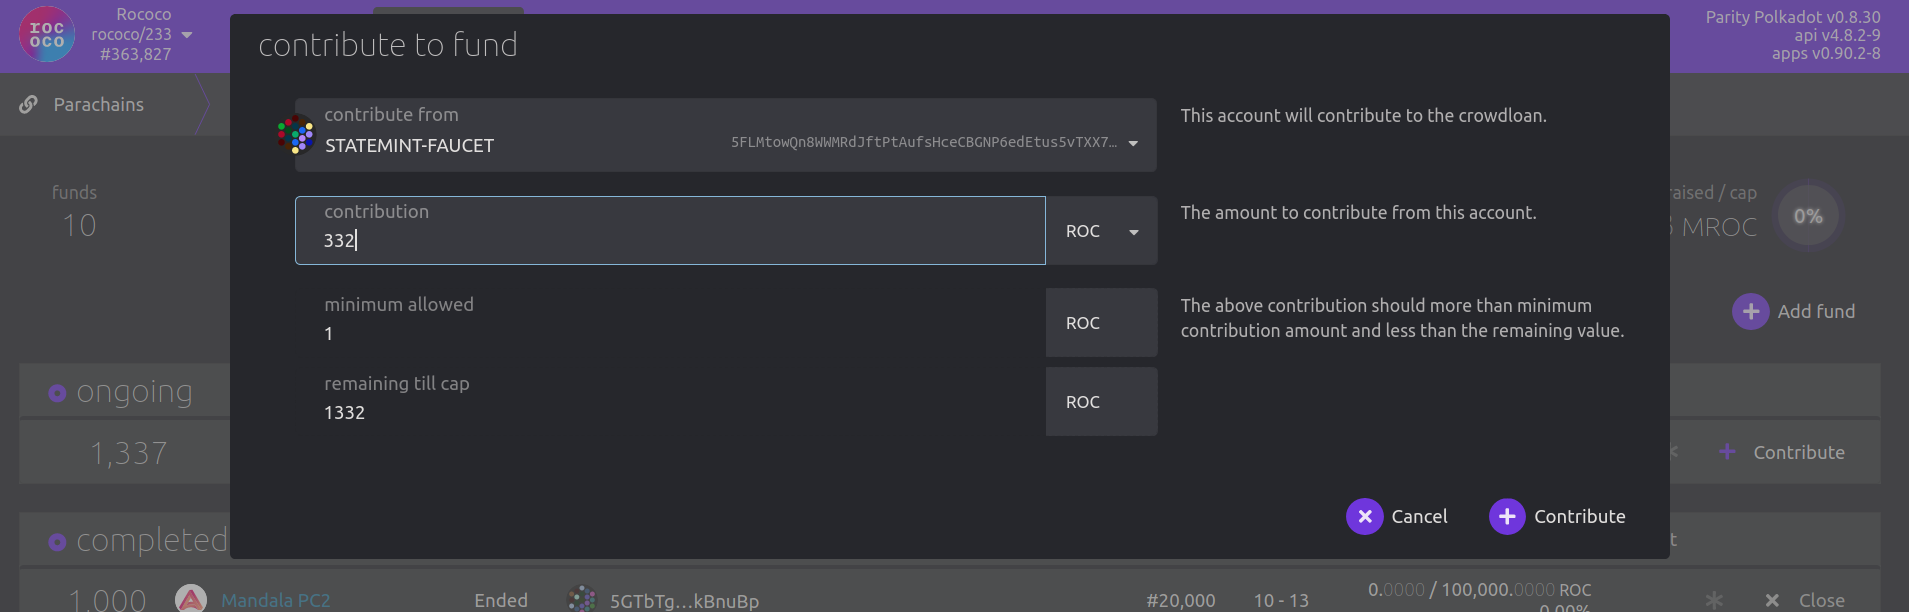 roc
oco
Rococo
rococo/233
#363,827
Parity Polkadot v0.8.30
api v4.8.2-9
apps v0.90.2-8
Parachains
contribute to fund
contribute from
STATEMINT-FAUCET
5FLMtowQn8WWMRdJftPtAufsHceCBGNP6edEtus5vTXX7…
This account will contribute to the crowdloan.
funds
10
raised / cap
MROC
0%
contribution
332
ROC
The amount to contribute from this account.
minimum allowed
1
ROC
The above contribution should more than minimum
contribution amount and less than the remaining value.
Add fund
remaining till cap
1332
ROC
ongoing
1,337
Contribute
Cancel
Contribute
completed
1,000
Mandala PC2
Ended
5GTbTg…kBnuBp
#20,000
10 - 13
0.0000 / 100,000.0000 ROC
0.00%
Close